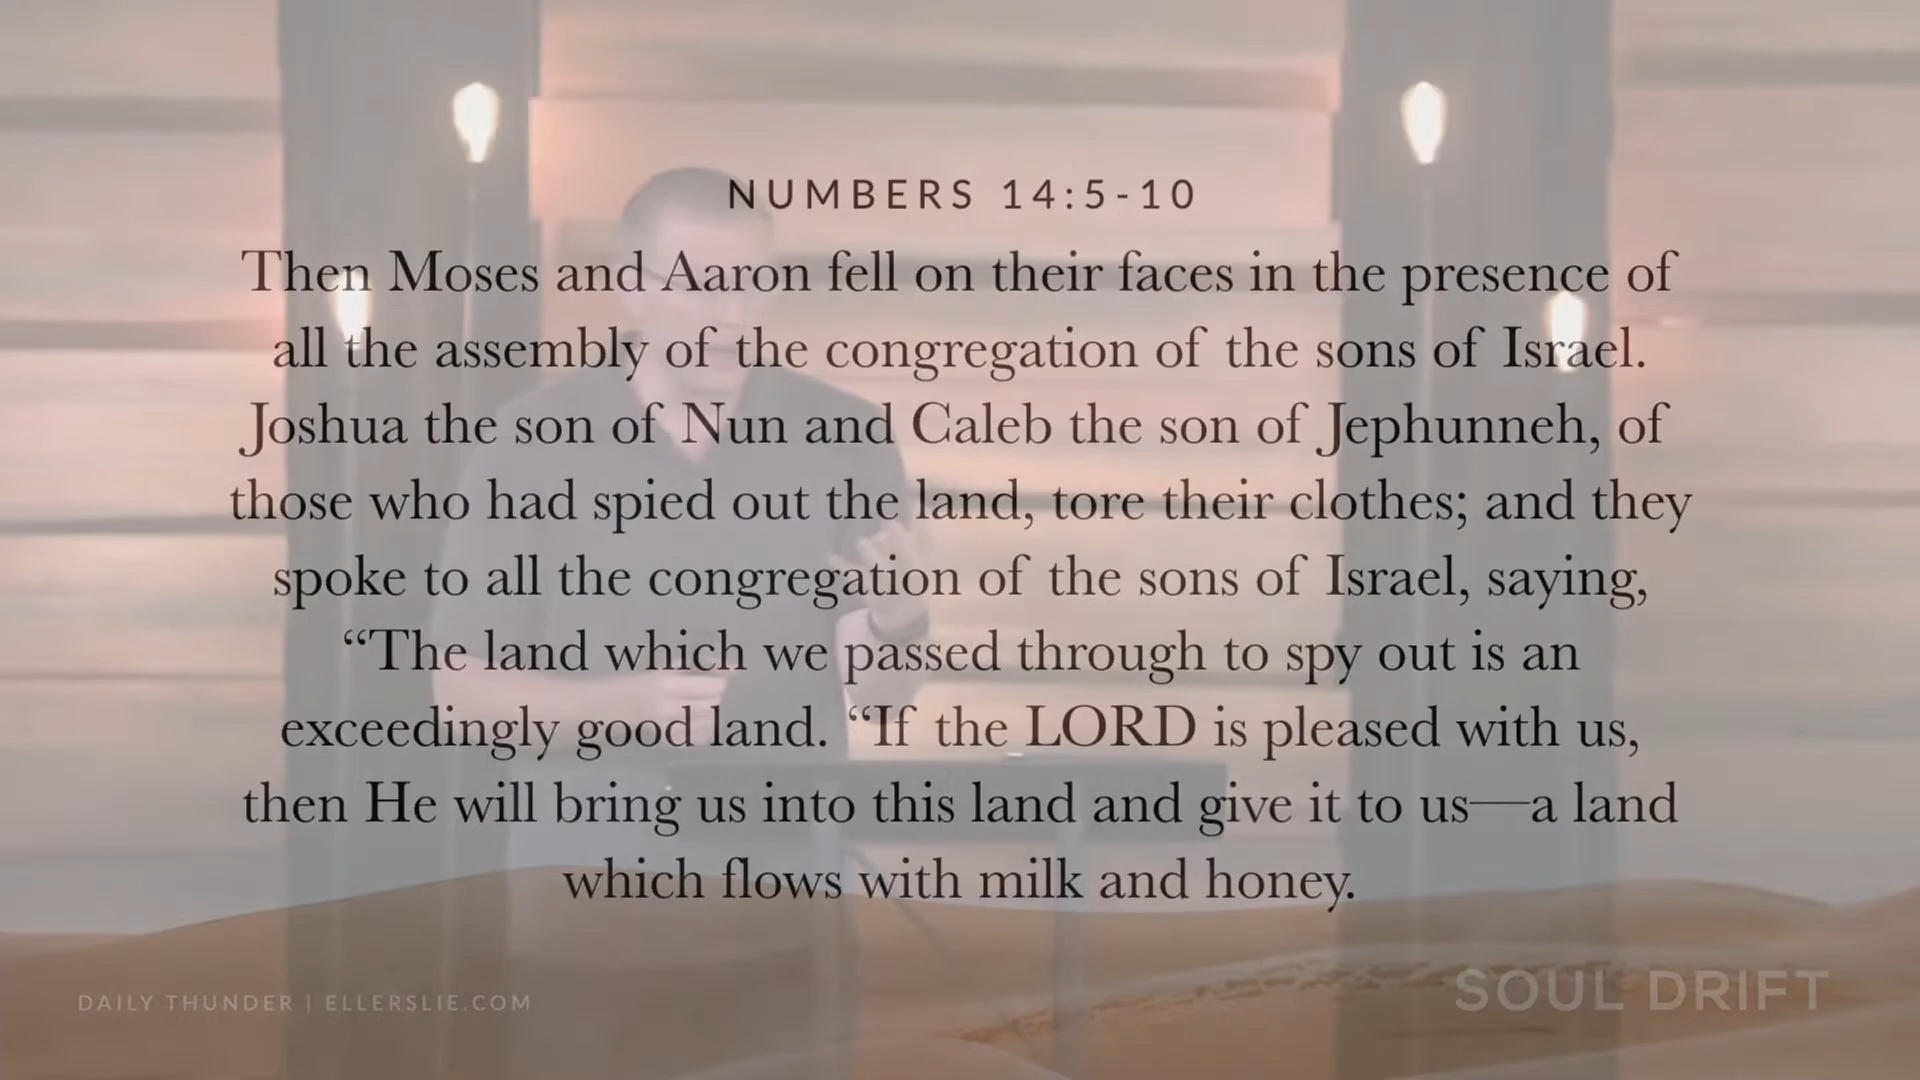 NUMBERS 14:5-10
Then Moses and Aaron fell on their faces in the presence of
all the assembly of the congregation of the sons of Israel.
Joshua the son of Nun and Caleb the son of Jephunneh, of
those who had spied out the land, tore their clothes; and they
spoke to all the congregation of the sons of Israel, saying,
“The land which we passed through to spy out is an
exceedingly good land. “If the LORD is pleased with us,
then He will bring us into this land and give it to us—a land
which flows with milk and honey.
DAILY THUNDER | ELLERSLIE.COM
SOUL DRIFT